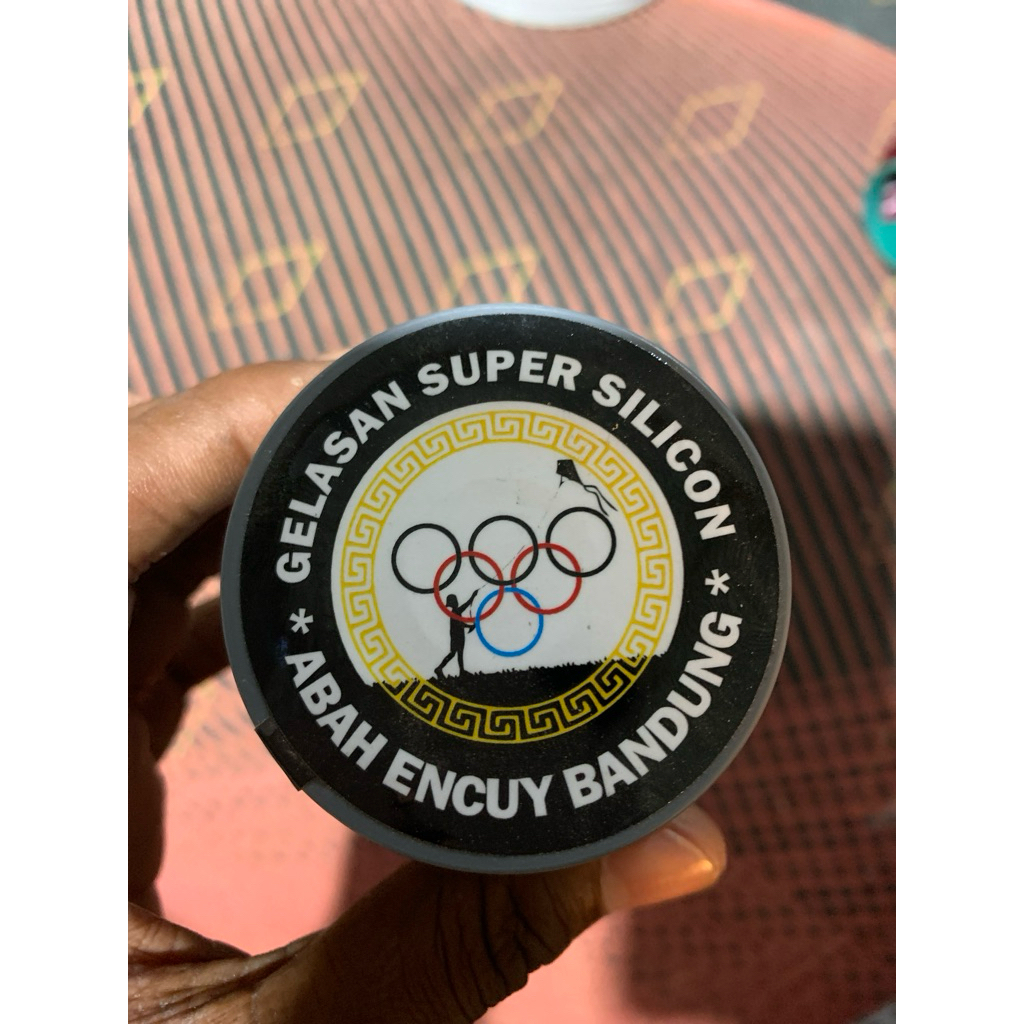 GELASAN SUPER SILICON
* ABAH ENCUY BANDUNG *